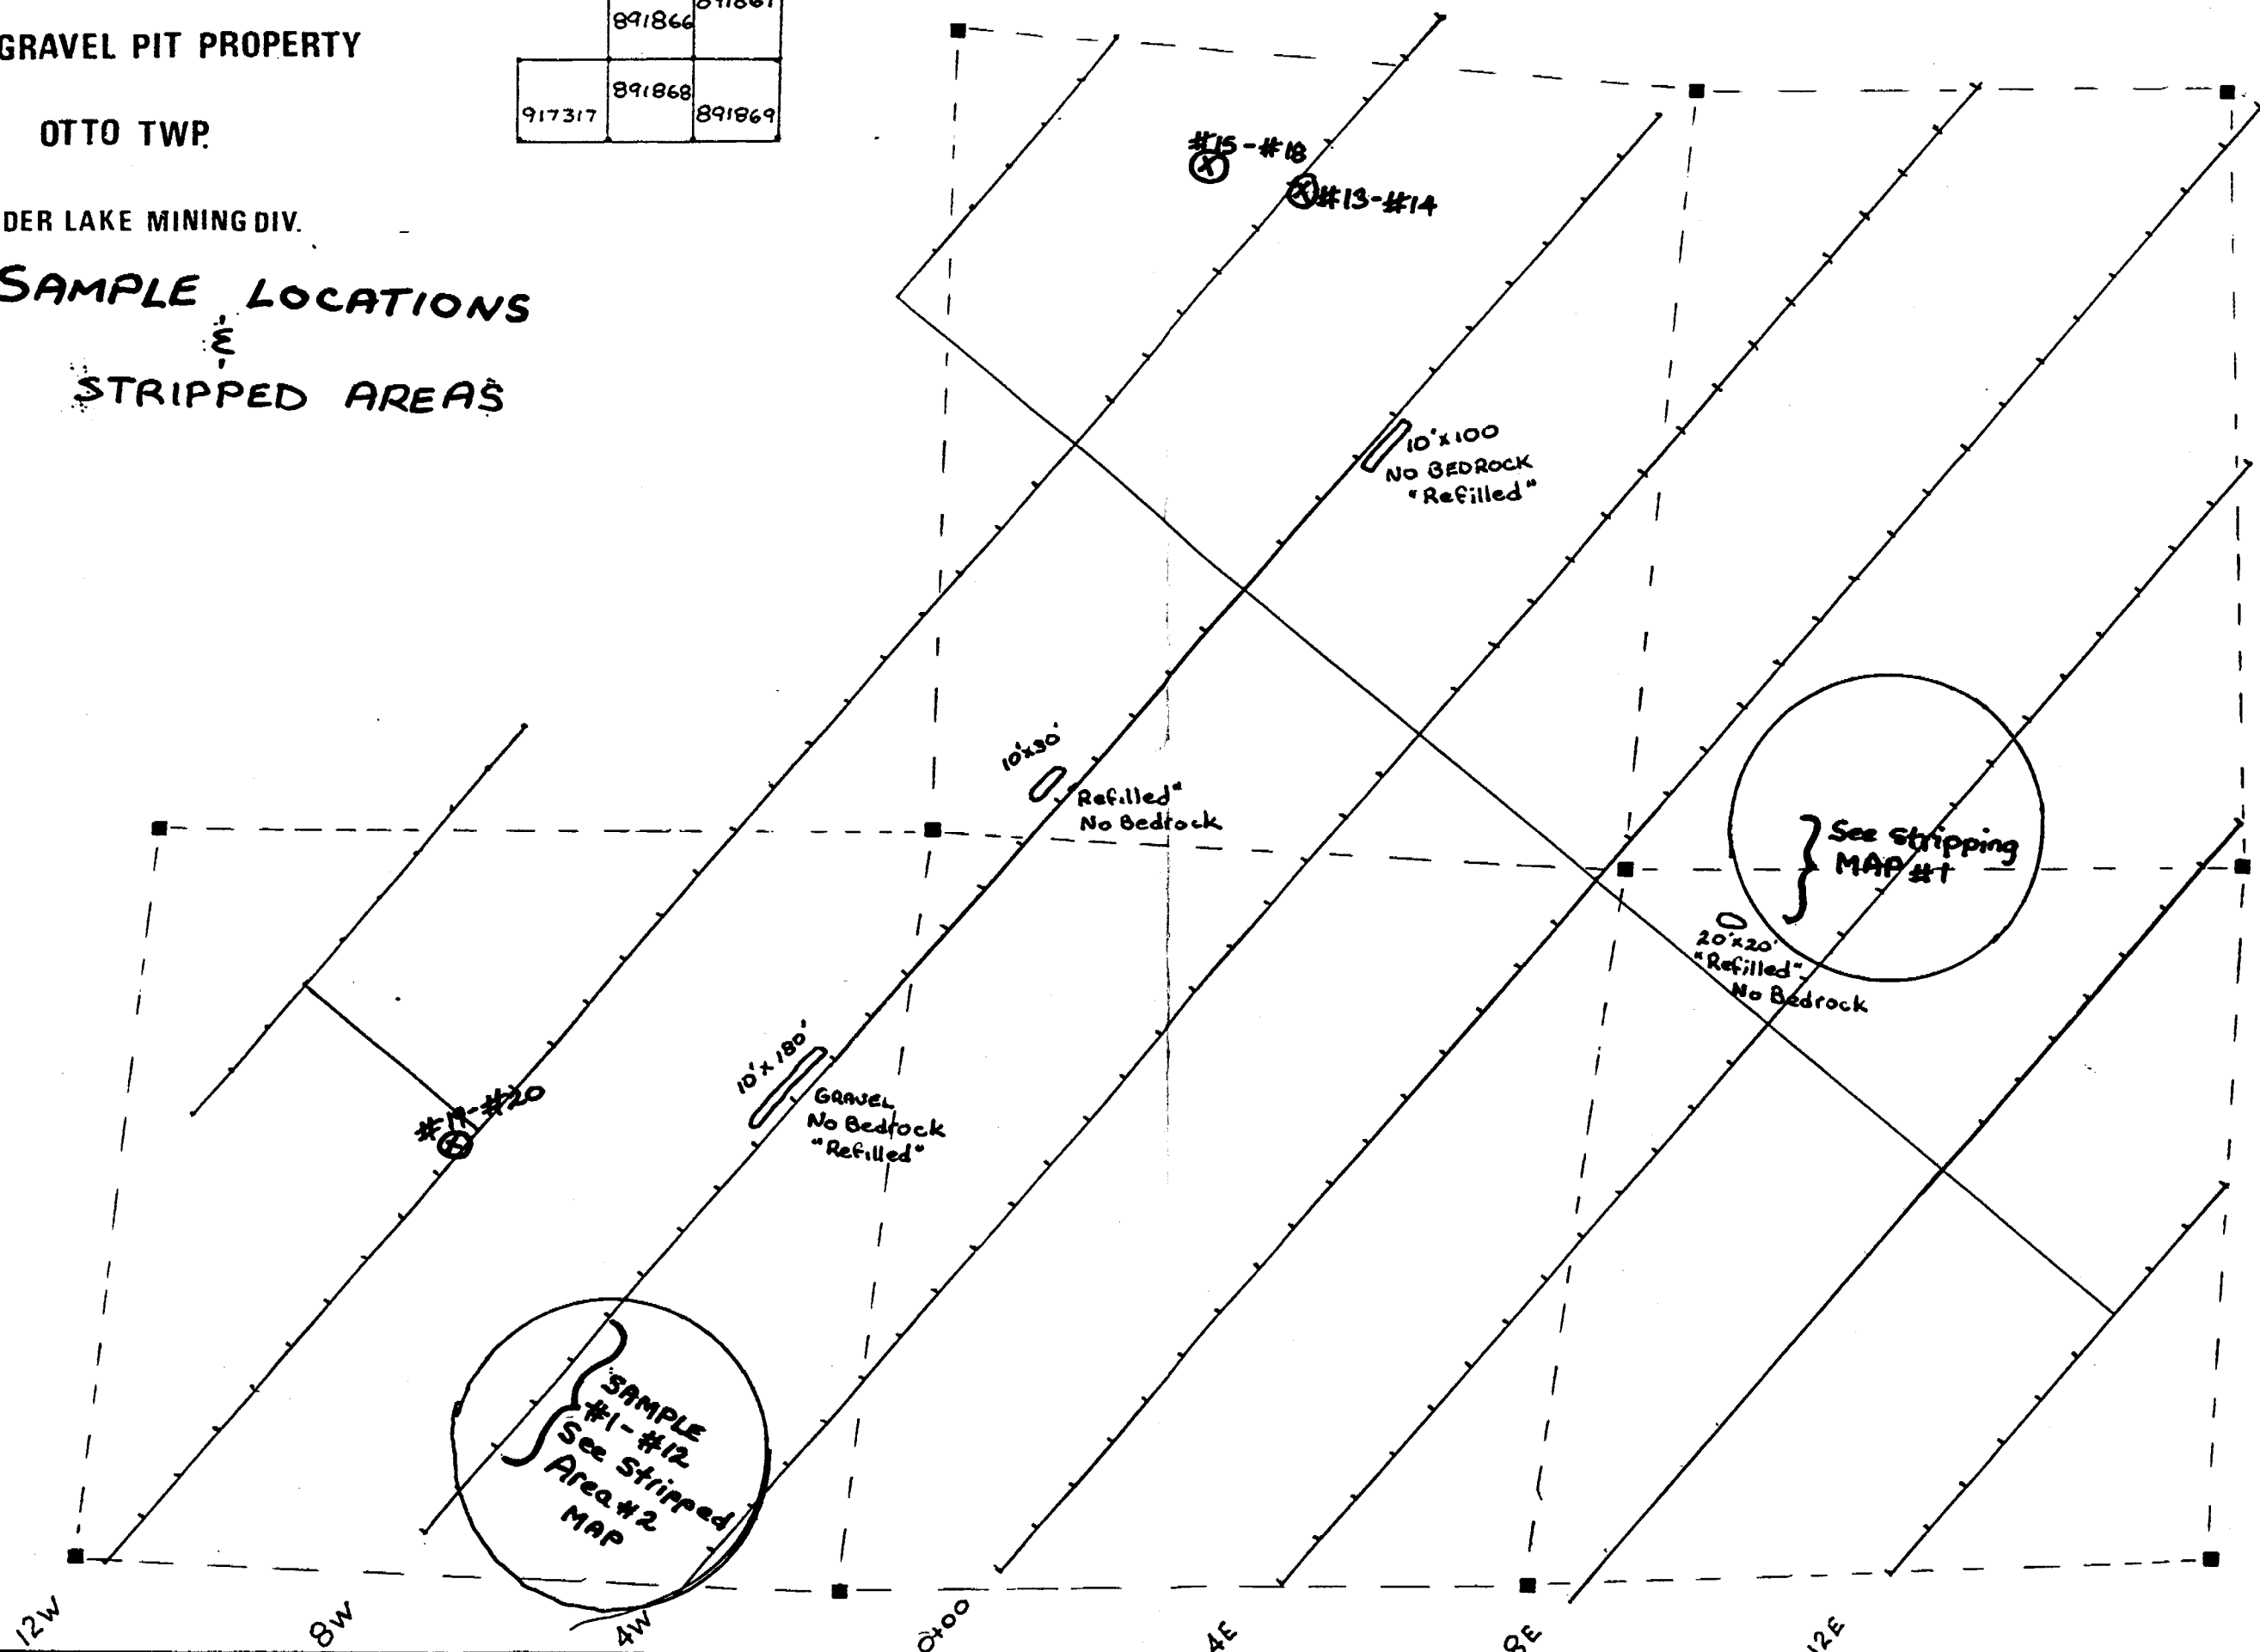 GRAVEL PIT PROPERTY
OTTO TWP.
DER LAKE MINING DIV.
SAMPLE LOCATIONS
&
STRIPPED AREAS
891866
891867
917317
891868
891869
#15-#18
#13-#14
10'x100
NO BEDROCK
"Refilled"
10'x30'
"Refilled"
No Bedrock
See stripping
MAP #1
20'x20'
"Refilled"
No Bedrock
10'x180'
GRAVEL
No Bedrock
"Refilled"
#19-#20
SAMPLE
#1-#12
See Stripped
Area #2
MAP
12W
8W
4W
0+00
4E
8E
12E